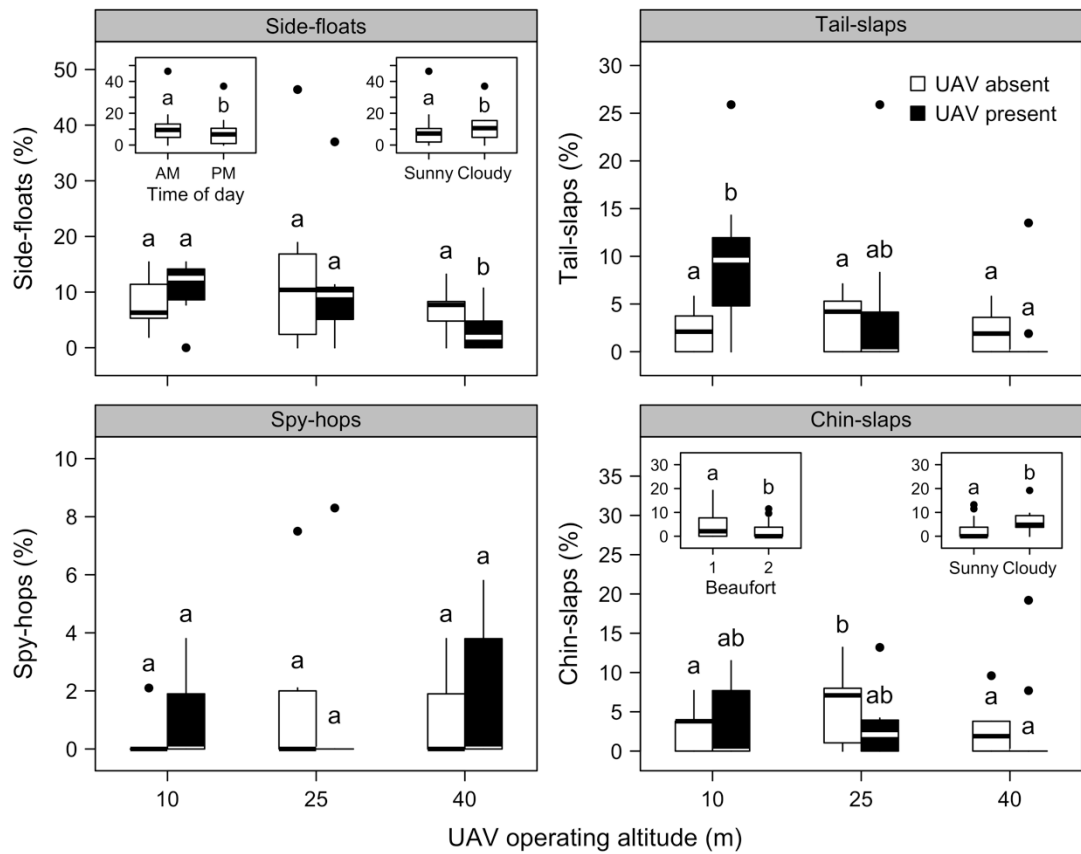 Side-floats
Tail-slaps
Side-floats (%)
50
40
30
20
10
0
40
20
0
a
b
AM PM
Time of day
40
20
0
a
b
Sunny Cloudy
a
a
a
a
a
b
Tail-slaps (%)
30
25
20
15
10
5
0
UAV absent
UAV present
a
b
a
ab
a
a
Spy-hops
Chin-slaps
Spy-hops (%)
10
8
6
4
2
0
a
a
a
a
a
a
10 25 40
Chin-slaps (%)
35
30
25
20
15
10
5
0
30
20
10
0
a
b
1 2
Beaufort
30
20
10
0
a
b
Sunny Cloudy
a
ab
b
ab
a
a
10 25 40
UAV operating altitude (m)